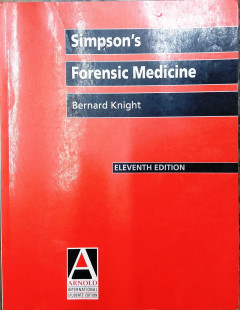 Simpson's
Forensic Medicine
Bernard Knight
ELEVENTH EDITION
A
ARNOLD
INTERNATIONAL
STUDENTS' EDITION